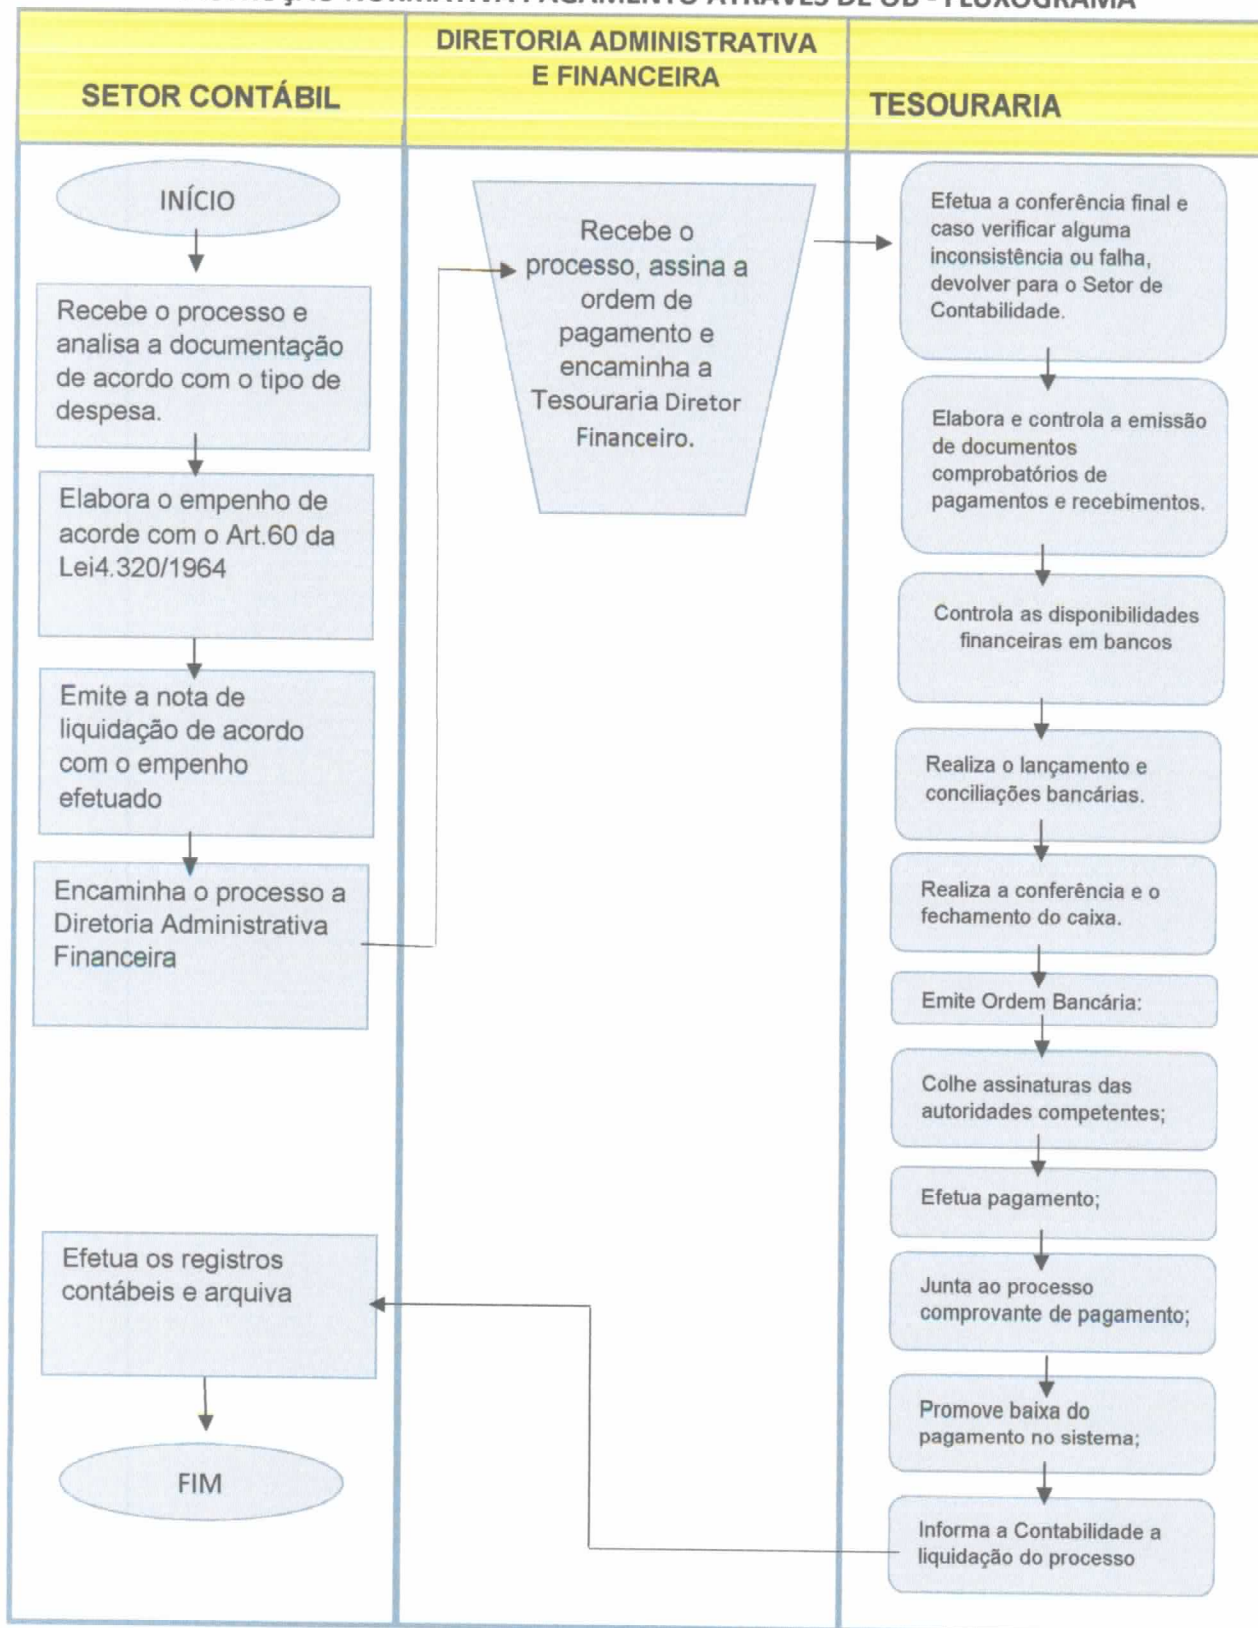 NORMATIVA PAGAMENTO ATRAVÉS DE OB - FLUXOGRAMA
SETOR CONTÁBIL
DIRETORIA ADMINISTRATIVA
E FINANCEIRA
TESOURARIA
INÍCIO
Recebe o processo e
analisa a documentação
de acordo com o tipo de
despesa.
Elabora o empenho de
acorde com o Art.60 da
Lei4.320/1964
Emite a nota de
liquidação de acordo
com o empenho
efetuado
Encaminha o processo a
Diretoria Administrativa
Financeira
Recebe o
processo, assina a
ordem de
pagamento e
encaminha a
Tesouraria Diretor
Financeiro.
Efetua a conferência final e
caso verificar alguma
inconsistência ou falha,
devolver para o Setor de
Contabilidade.
Elabora e controla a emissão
de documentos
comprobatórios de
pagamentos e recebimentos.
Controla as disponibilidades
financeiras em bancos
Realiza o lançamento e
conciliações bancárias.
Realiza a conferência e o
fechamento do caixa.
Emite Ordem Bancária:
Colhe assinaturas das
autoridades competentes;
Efetua pagamento;
Junta ao processo
comprovante de pagamento;
Promove baixa do
pagamento no sistema;
Informa a Contabilidade a
liquidação do processo
Efetua os registros
contábeis e arquiva
FIM